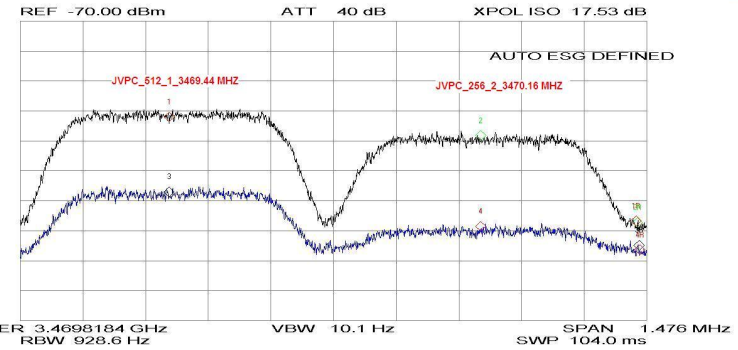 REF -70.00 dBm ATT 40 dB XPOL ISO 17.53 dB
AUTO ESG DEFINED
JVPC_512_1_3469.44 MHZ
JVPC_256_2_3470.16 MHZ
1
2
3
4
ER 3.4698184 GHz VBW 10.1 Hz SPAN 1.476 MHz
RBW 928.6 Hz SWP 104.0 ms